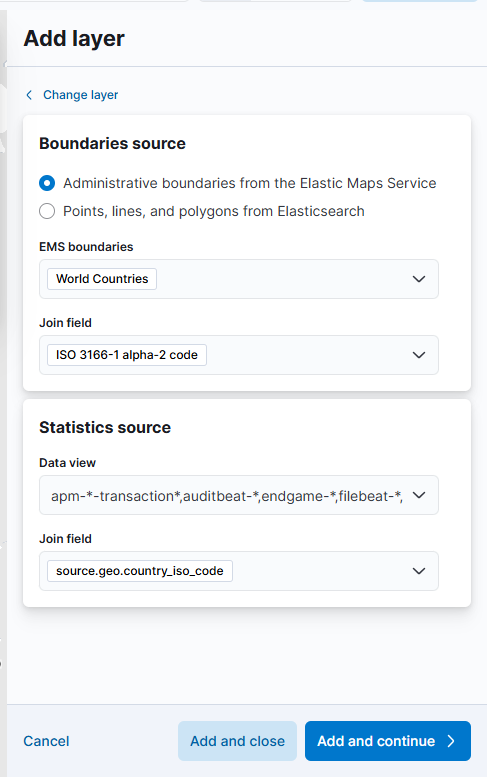 Add layer
Change layer
Boundaries source
Administrative boundaries from the Elastic Maps Service
Points, lines, and polygons from Elasticsearch
EMS boundaries
World Countries
Join field
ISO 3166-1 alpha-2 code
Statistics source
Data view
apm-*-transaction*,auditbeat-*,endgame-*,filebeat-*,
Join field
source.geo.country_iso_code
Cancel
Add and close
Add and continue